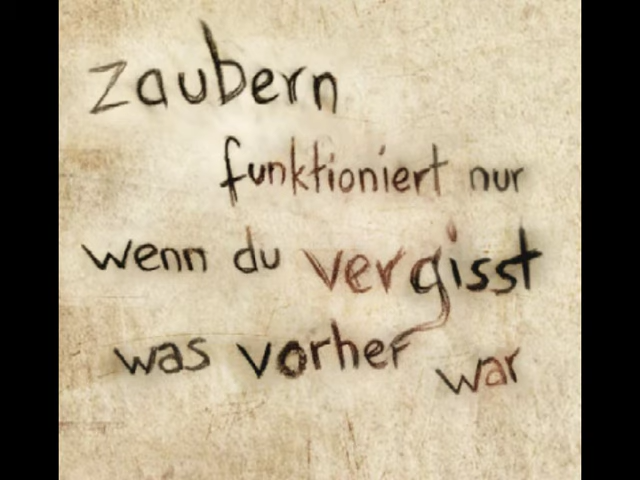 zaubern
funktioniert nur
wenn du vergisst
was vorher war